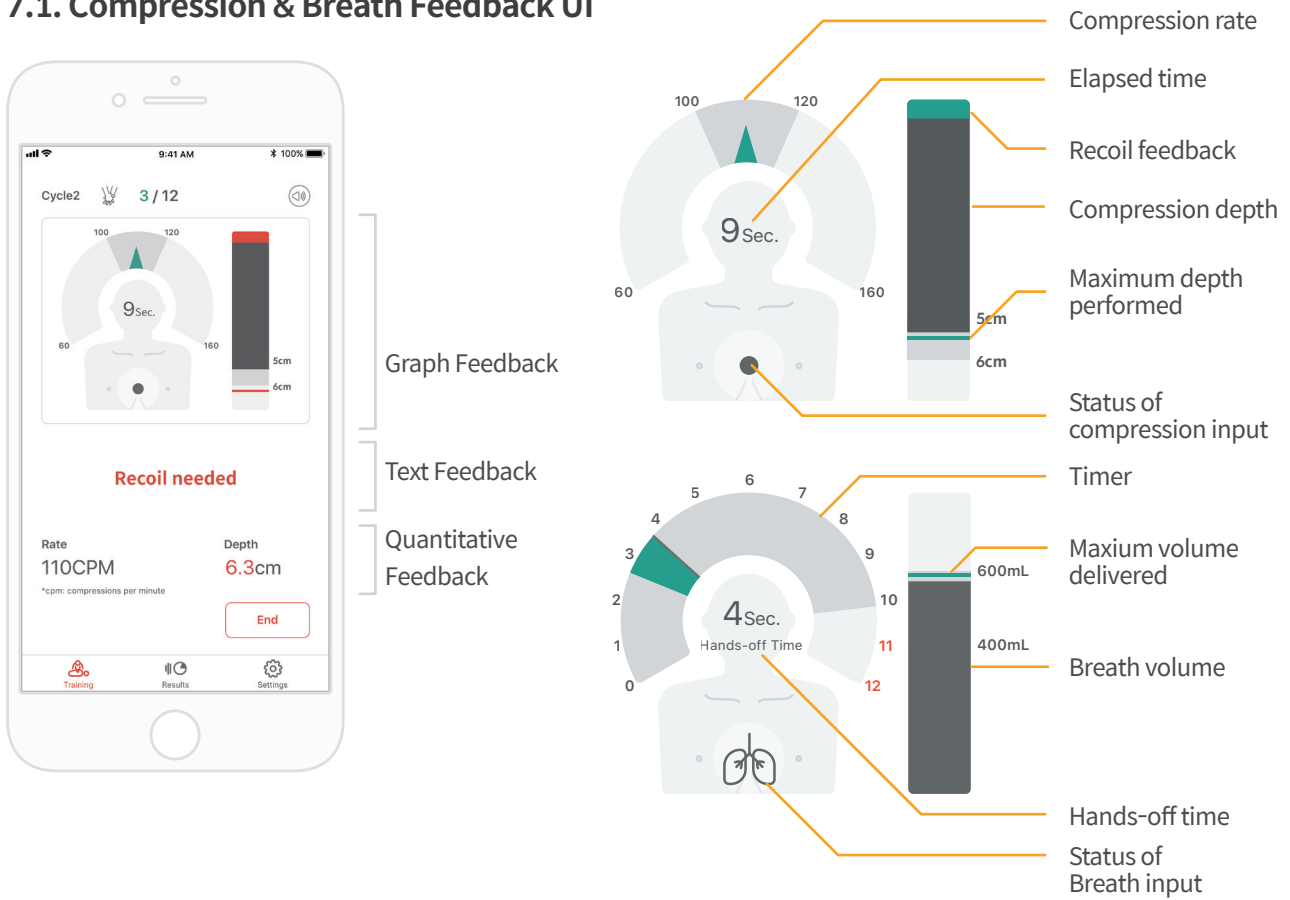 7.1. Compression & Breath Feedback UI
9:41 AM
100%
Cycle2
3 / 12
100
120
60
160
9Sec.
5cm
6cm
Recoil needed
Rate
110CPM
*cpm: compressions per minute
Depth
6.3cm
End
Training
Results
Settings
Graph Feedback
Text Feedback
Quantitative
Feedback
100
120
60
160
9Sec.
5cm
6cm
Compression rate
Elapsed time
Recoil feedback
Compression depth
Maximum depth
performed
Status of
compression input
0
1
2
3
4
5
6
7
8
9
10
11
12
4Sec.
Hands-off Time
600mL
400mL
Timer
Maxium volume
delivered
Breath volume
Hands-off time
Status of
Breath input